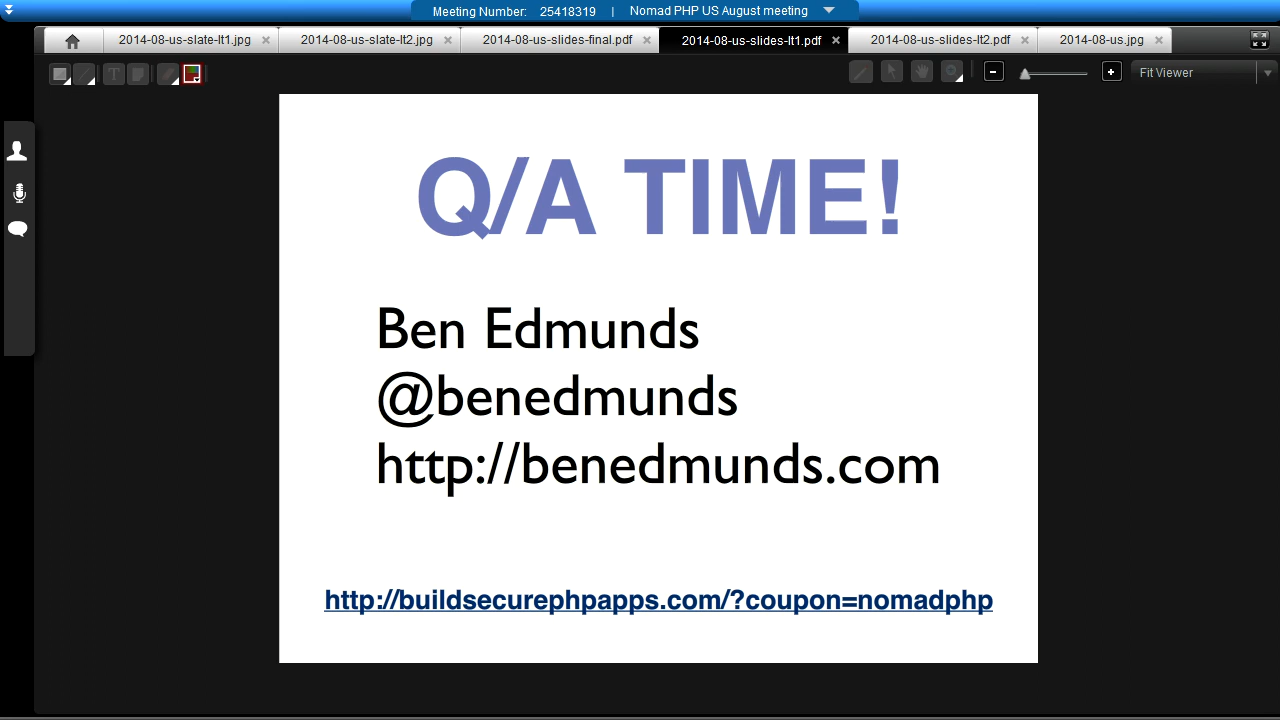 Meeting Number: 25418319 | Nomad PHP US August meeting
2014-08-us-slate-lt1.jpg 2014-08-us-slate-lt2.jpg 2014-08-us-slides-final.pdf 2014-08-us-slides-lt1.pdf 2014-08-us-slides-lt2.pdf 2014-08-us.jpg
T Fit Viewer
Q/A TIME!
Ben Edmunds
@benedmunds
http://benedmunds.com
http://buildsecurephpapps.com/?coupon=nomadphp